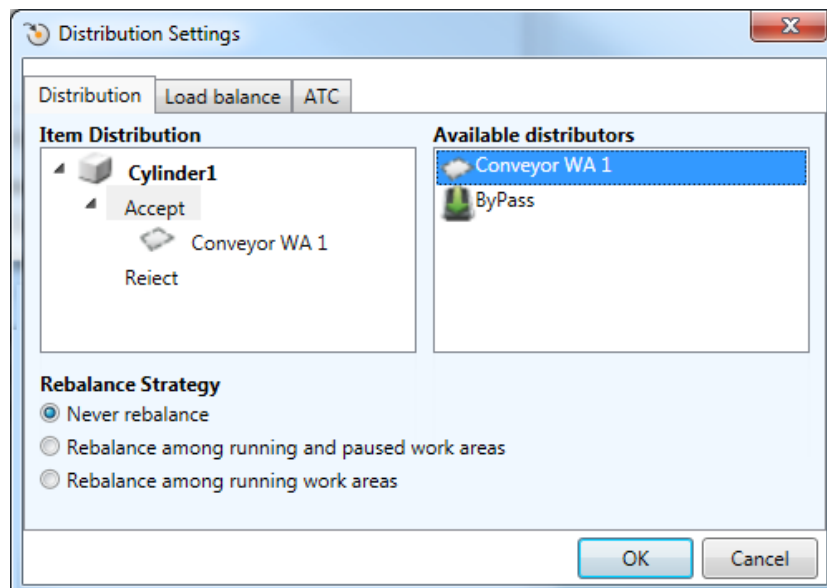 Distribution Settings
Distribution Load balance ATC
Item Distribution
Cylinder1
Accept
Conveyor WA 1
Reject
Available distributors
Conveyor WA 1
ByPass
Rebalance Strategy
Never rebalance
Rebalance among running and paused work areas
Rebalance among running work areas
OK Cancel